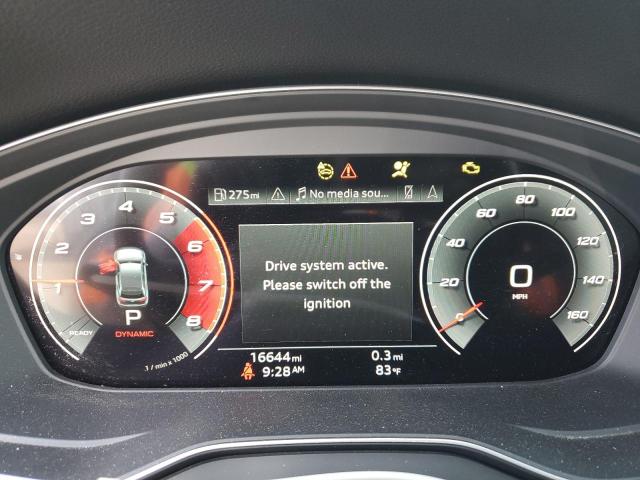 275mi
No media sou...
1
2
3
4
5
6
7
8
READY
P
DYNAMIC
1 / min x 1000
Drive system active.
Please switch off the
ignition
20
40
60
80
100
120
140
160
0
MPH
16644mi
0.3mi
9:28AM
83°F